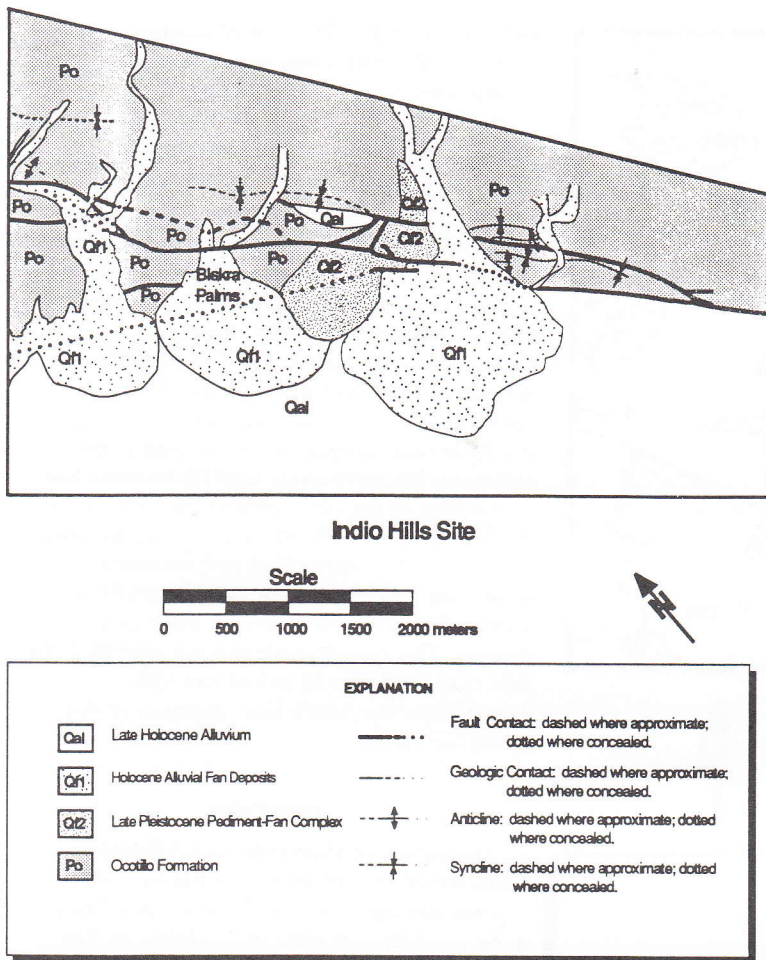 Po
Po
Po
Qf1
Po
Po
Po
Qal
Qf2
Qf2
Po
Po
Po
Biskra
Palms
Qf2
Qf1
Qf1
Qf1
Qal
Indio Hills Site
Scale
0 500 1000 1500 2000 meters
N
EXPLANATION
Qal Late Holocene Alluvium
Qf1 Holocene Alluvial Fan Deposits
Qf2 Late Pleistocene Pediment-Fan Complex
Po Ocotillo Formation
Fault Contact: dashed where approximate;
dotted where concealed.
Geologic Contact: dashed where approximate;
dotted where concealed.
Anticline: dashed where approximate; dotted
where concealed.
Syncline: dashed where approximate; dotted
where concealed.